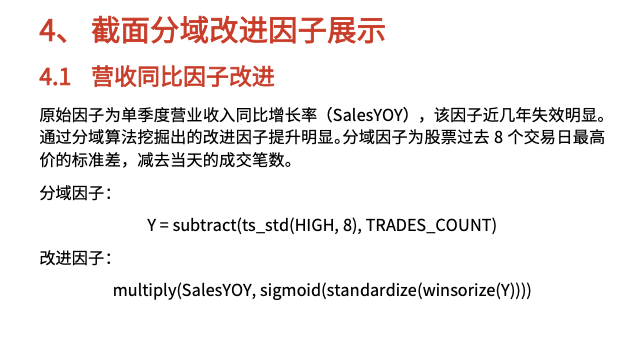 4、 截面分域改进因子展示
4.1 营收同比因子改进
原始因子为单季度营业收入同比增长率（SalesYOY），该因子近几年失效明显。
通过分域算法挖掘出的改进因子提升明显。分域因子为股票过去 8 个交易日最高
价的标准差，减去当天的成交笔数。
分域因子：
Y = subtract(ts_std(HIGH, 8), TRADES_COUNT)
改进因子：
multiply(SalesYOY, sigmoid(standardize(winsorize(Y))))